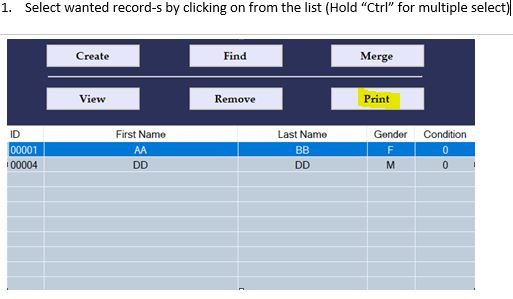 1. Select wanted record-s by clicking on from the list (Hold “Ctrl” for multiple select)
Create Find Merge
View Remove Print
ID First Name Last Name Gender Condition
00001 AA BB F 0
00004 DD DD M 0